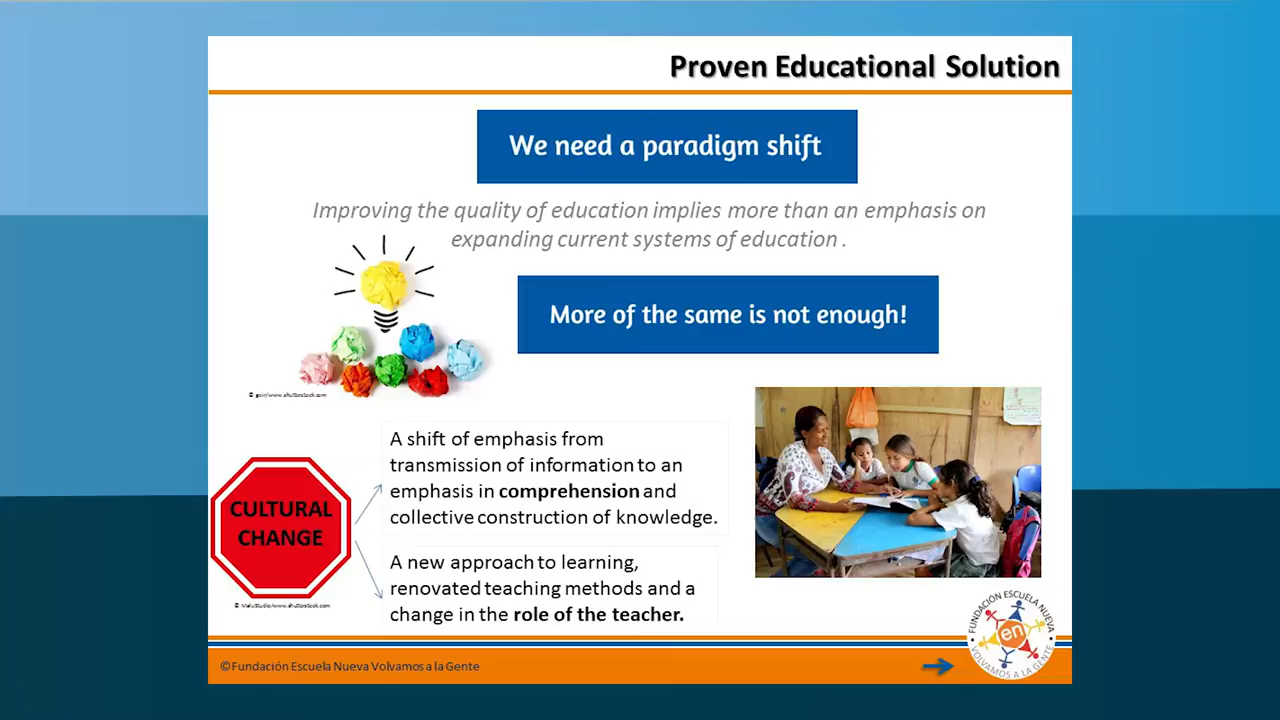 Proven Educational Solution
We need a paradigm shift
Improving the quality of education implies more than an emphasis on
expanding current systems of education .
More of the same is not enough!
A shift of emphasis from
transmission of information to an
emphasis in comprehension and
collective construction of knowledge.
CULTURAL
CHANGE
A new approach to learning,
renovated teaching methods and a
change in the role of the teacher.
©Fundación Escuela Nueva Volvamos a la Gente
FUNDACIÓN ESCUELA NUEVA
en
VOLVAMOS A LA GENTE